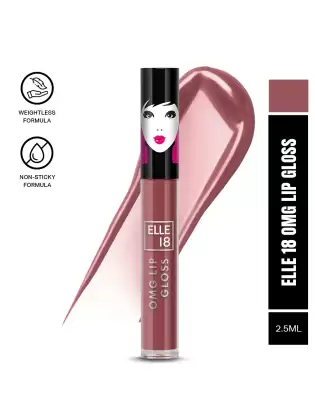 WEIGHTLESS
FORMULA
NON-STICKY
FORMULA
ELLE
18
OMG LIP
GLOSS
ELLE 18 OMG LIP GLOSS
2.5ML